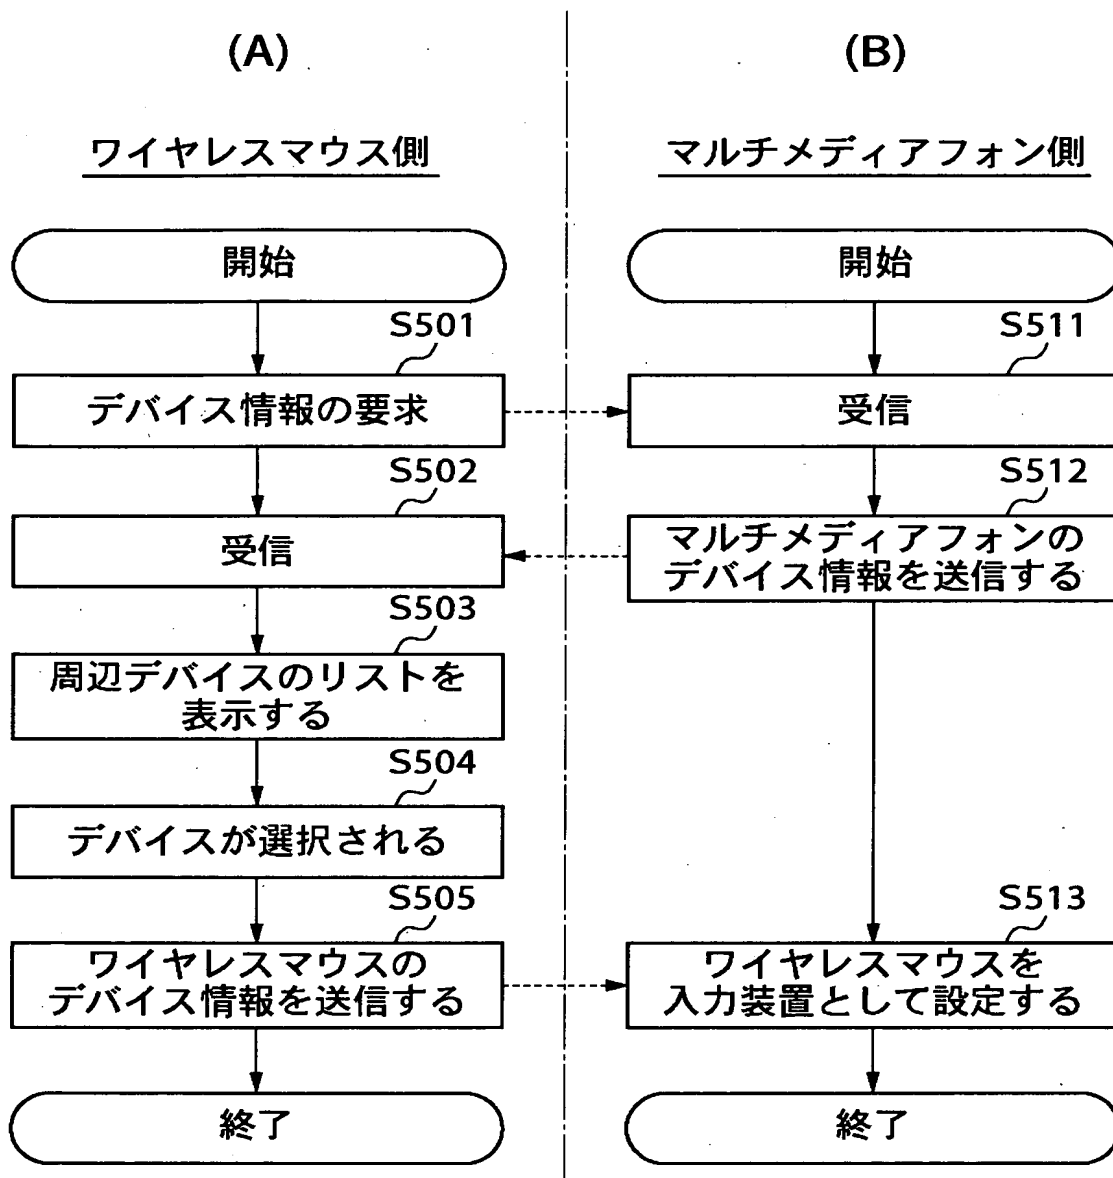 (A)
ワイヤレスマウス側
開始
S501
デバイス情報の要求
S502
受信
S503
周辺デバイスのリストを
表示する
S504
デバイスが選択される
S505
ワイヤレスマウスの
デバイス情報を送信する
終了
(B)
マルチメディアフォン側
開始
S511
受信
S512
マルチメディアフォンの
デバイス情報を送信する
S513
ワイヤレスマウスを
入力装置として設定する
終了